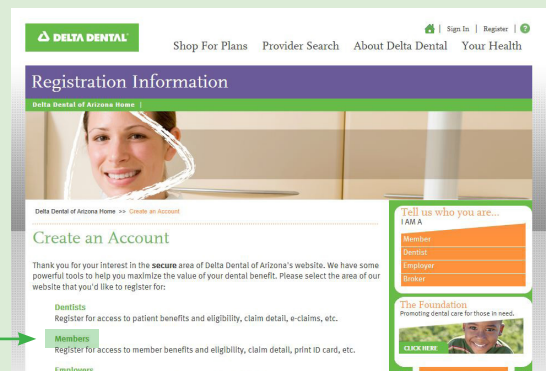 DELTA DENTAL®
Sign In | Register | ?
Shop For Plans Provider Search About Delta Dental Your Health
Registration Information
Delta Dental of Arizona Home |
Delta Dental of Arizona Home >> Create an Account
Create an Account
Thank you for your interest in the secure area of Delta Dental of Arizona's website. We have some
powerful tools to help you maximize the value of your dental benefit. Please select the area of our
website that you'd like to register for:
Dentists
Register for access to patient benefits and eligibility, claim detail, e-claims, etc.
Members
Register for access to member benefits and eligibility, claim detail, print ID card, etc.
Employers
Tell us who you are...
I AM A
Member
Dentist
Employer
Broker
The Foundation
Promoting dental care for those in need.
CLICK HERE